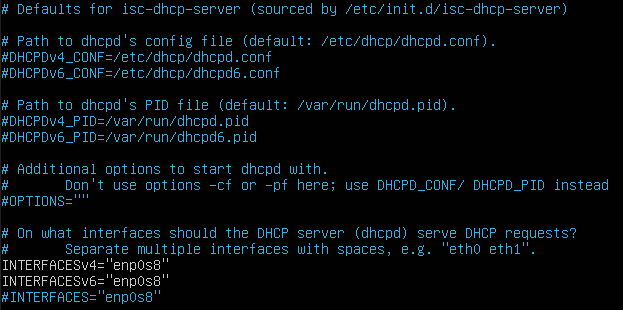 # Defaults for isc-dhcp-server (sourced by /etc/init.d/isc-dhcp-server)
# Path to dhcpd's config file (default: /etc/dhcp/dhcpd.conf).
#DHCPDv4_CONF=/etc/dhcp/dhcpd.conf
#DHCPDv6_CONF=/etc/dhcp/dhcpd6.conf
# Path to dhcpd's PID file (default: /var/run/dhcpd.pid).
#DHCPDv4_PID=/var/run/dhcpd.pid
#DHCPDv6_PID=/var/run/dhcpd6.pid
# Additional options to start dhcpd with.
#       Don't use options -cf or -pf here; use DHCPD_CONF/ DHCPD_PID instead
#OPTIONS=""
# On what interfaces should the DHCP server (dhcpd) serve DHCP requests?
#       Separate multiple interfaces with spaces, e.g. "eth0 eth1".
INTERFACESv4="enp0s8"
INTERFACESv6="enp0s8"
#INTERFACES="enp0s8"